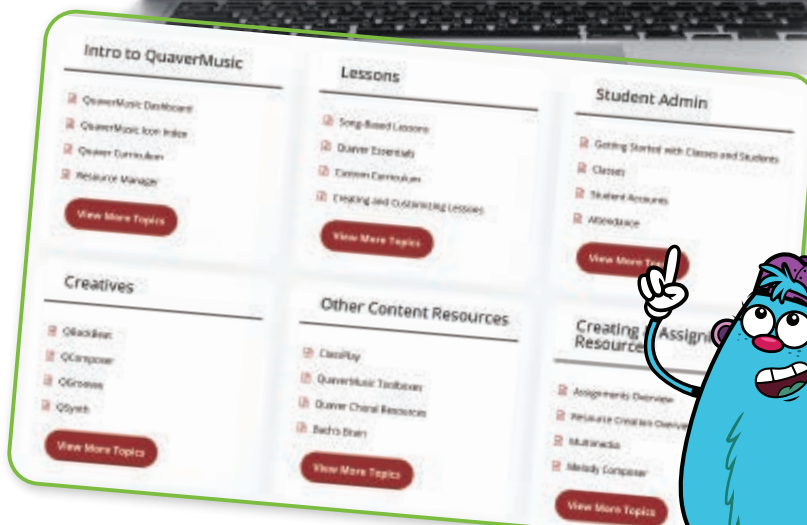 Intro to QuaverMusic
QuaverMusic Dashboard
QuaverMusic Icon Index
Quaver Curriculum
Resource Manager
View More Topics
Lessons
Song-Based Lessons
Quaver Essentials
Custom Curriculum
Creating and Customizing Lessons
View More Topics
Student Admin
Getting Started with Classes and Students
Classes
Student Accounts
Attendance
View More
Creatives
QBackBeat
QComposer
QGrooves
QSynth
View More Topics
Other Content Resources
ClassPlay
QuaverMusic Toolboxes
Quaver Choral Resources
Bach's Brain
View More Topics
Creating
Assignments Overview
Resource Creation
Multimedia
Melody Composer
View More Topics